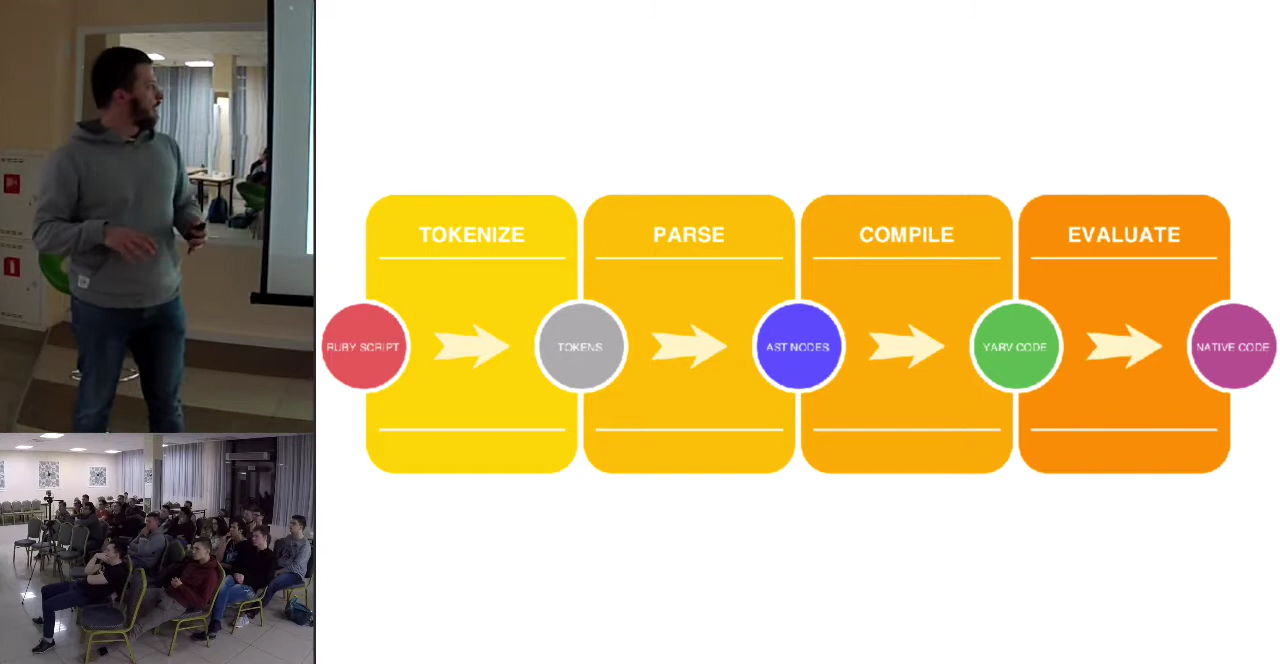 TOKENIZE
PARSE
COMPILE
EVALUATE
RUBY SCRIPT
TOKENS
AST NODES
YARV CODE
NATIVE CODE